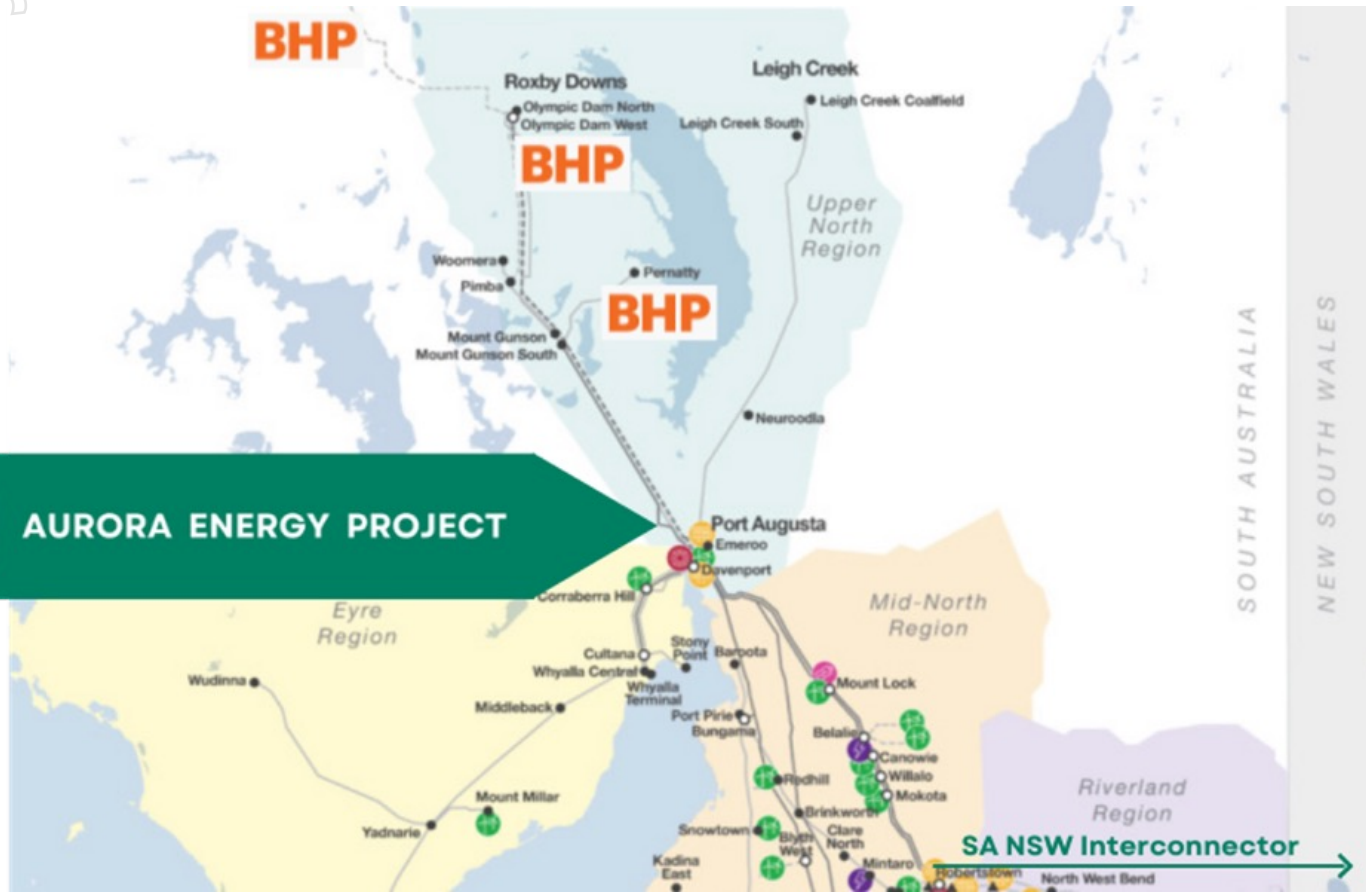 BHP
Roxby Downs
Olympic Dam North
Olympic Dam West
BHP
Leigh Creek
Leigh Creek Coalfield
Leigh Creek South
Upper
North
Region
Woomera
Pimba
Pernatty
BHP
Mount Gunson
Mount Gunson South
Neuroodla
SOUTH AUSTRALIA
NEW SOUTH WALES
AURORA ENERGY PROJECT
Port Augusta
Emeroo
Davenport
Corraberra Hill
Eyre
Region
Mid-North
Region
Cultana
Stony
Point
Baroota
Whyalla Central
Whyalla
Terminal
Wudinna
Middleback
Port Pirie
Bungama
Mount Lock
Belalie
Canowie
Willalo
Mokota
Redhill
Riverland
Region
Mount Millar
Yadnarie
Brinkworth
Snowtown
Blyth
West
Clare
North
SA NSW Interconnector
Kadina
East
Mintaro
Robertstown
North West Bend